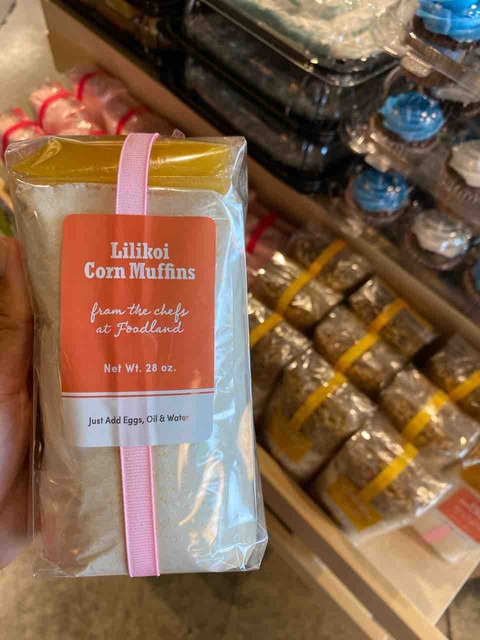 Lilikoi
Corn Muffins
from the chefs
at Foodland
Net Wt. 28 oz.
Just Add Eggs, Oil & Water